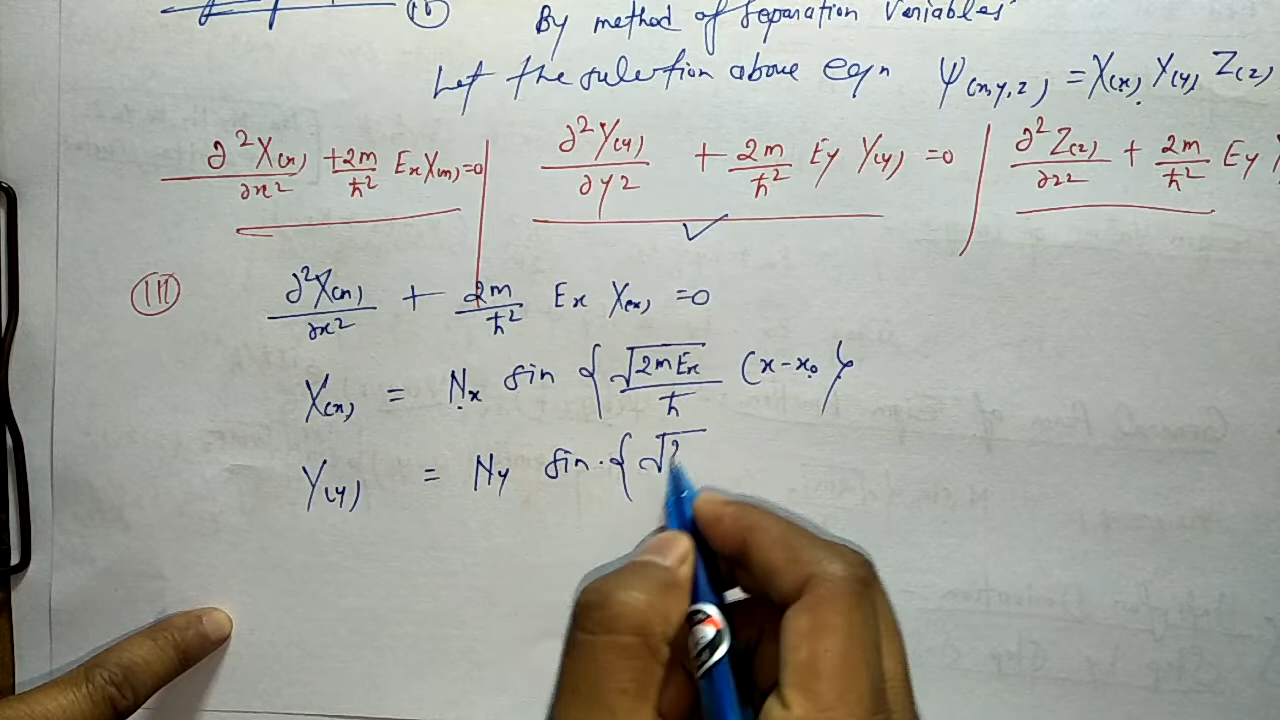 (11)
By method of Separation Variables
Let the solution above eqn ψ(x,y,z) = X(x) Y(y) Z(z)
∂²X(x)/∂x² + 2m/ħ² Ex X(x) = 0 | ∂²Y(y)/∂y2 + 2m/ħ² Ey Y(y) = 0 | ∂²Z(z)/∂z2 + 2m/ħ² Ey
(111) ∂²X(x)/∂x² + 2m/ħ² Ex X(x) = 0
X(x) = Nx sin { √2mEx/ħ (x-x₀ }
Y(y) = Ny sin. { √2